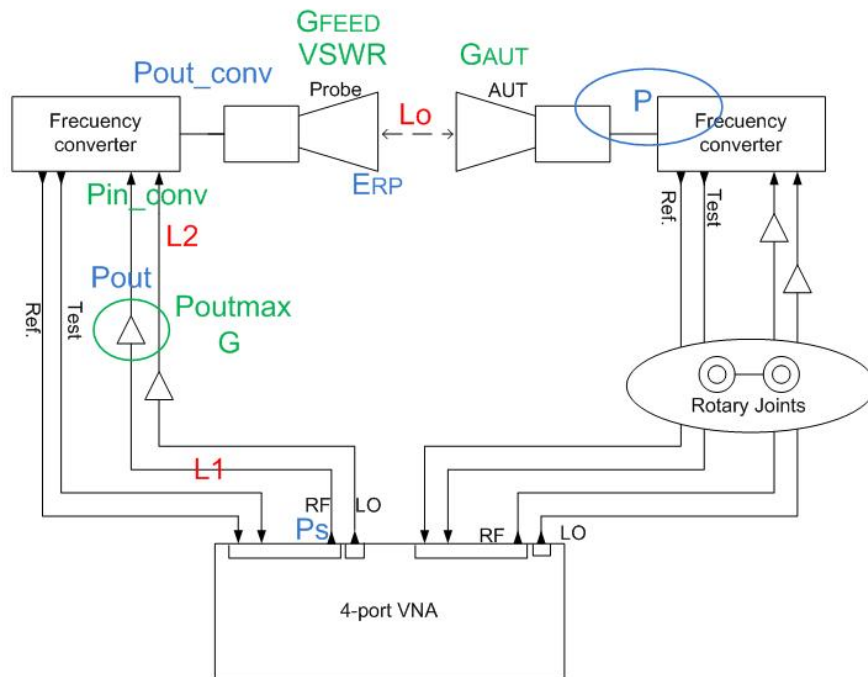 GFEED
VSWR
GAUT
Pout_conv
Probe
AUT
P
Frecuency
converter
Lo
Frecuency
converter
ERP
Pin_conv
L2
Ref.
Test
Pout
Poutmax
G
Ref.
Test
Rotary Joints
L1
RF
LO
Ps
RF
LO
4-port VNA